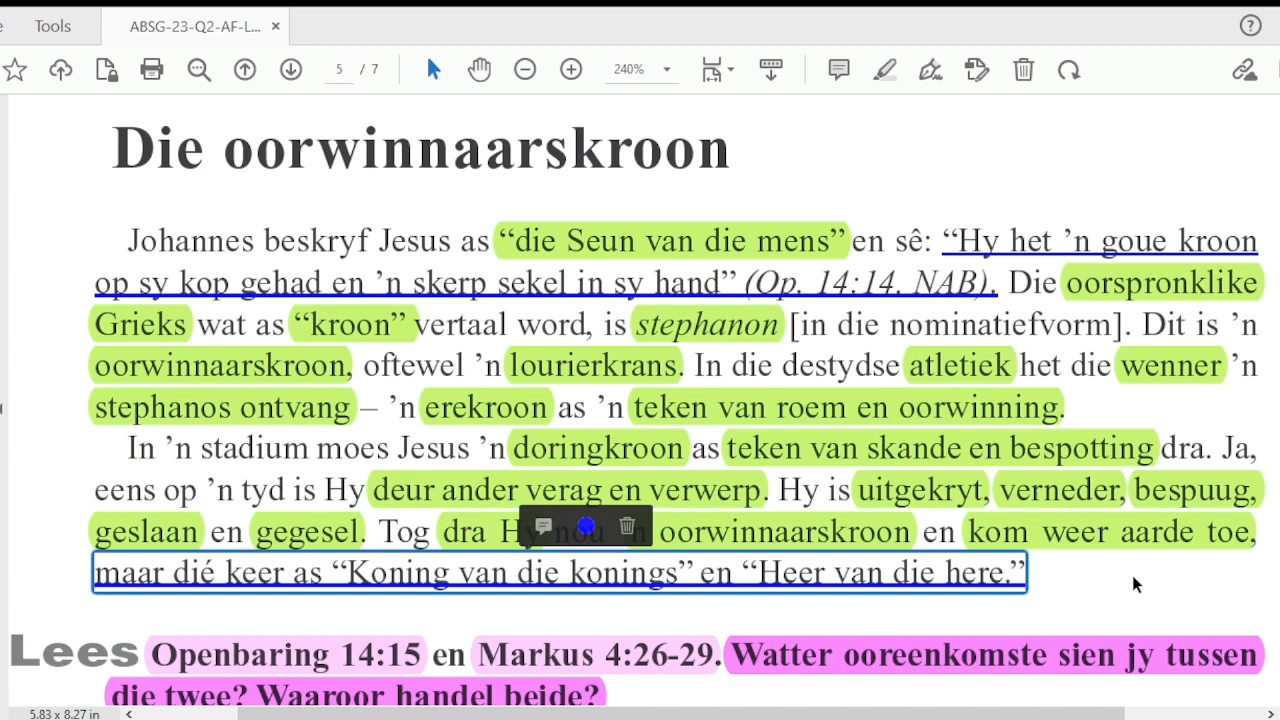 e Tools ABSG-23-Q2-AF-L... ×
5 / 7 240%
Die oorwinnaarskroon
Johannes beskryf Jesus as “die Seun van die mens” en sê: “Hy het ’n goue kroon
op sy kop gehad en ’n skerp sekel in sy hand” (Op. 14:14, NAB). Die oorspronklike
Grieks wat as “kroon” vertaal word, is stephanon [in die nominatiefvorm]. Dit is ’n
oorwinnaarskroon, oftewel ’n lourierkrans. In die destydse atletiek het die wenner ’n
stephanos ontvang – ’n erekroon as ’n teken van roem en oorwinning.
In ’n stadium moes Jesus ’n doringkroon as teken van skande en bespotting dra. Ja,
eens op ’n tyd is Hy deur ander verag en verwerp. Hy is uitgekryt, verneder, bespuug,
geslaan en gegesel. Tog dra Hy nou ’n oorwinnaarskroon en kom weer aarde toe,
maar dié keer as “Koning van die konings” en “Heer van die here.”
Lees Openbaring 14:15 en Markus 4:26-29. Watter ooreenkomste sien jy tussen
die twee? Waaroor handel beide?
5.83 x 8.27 in